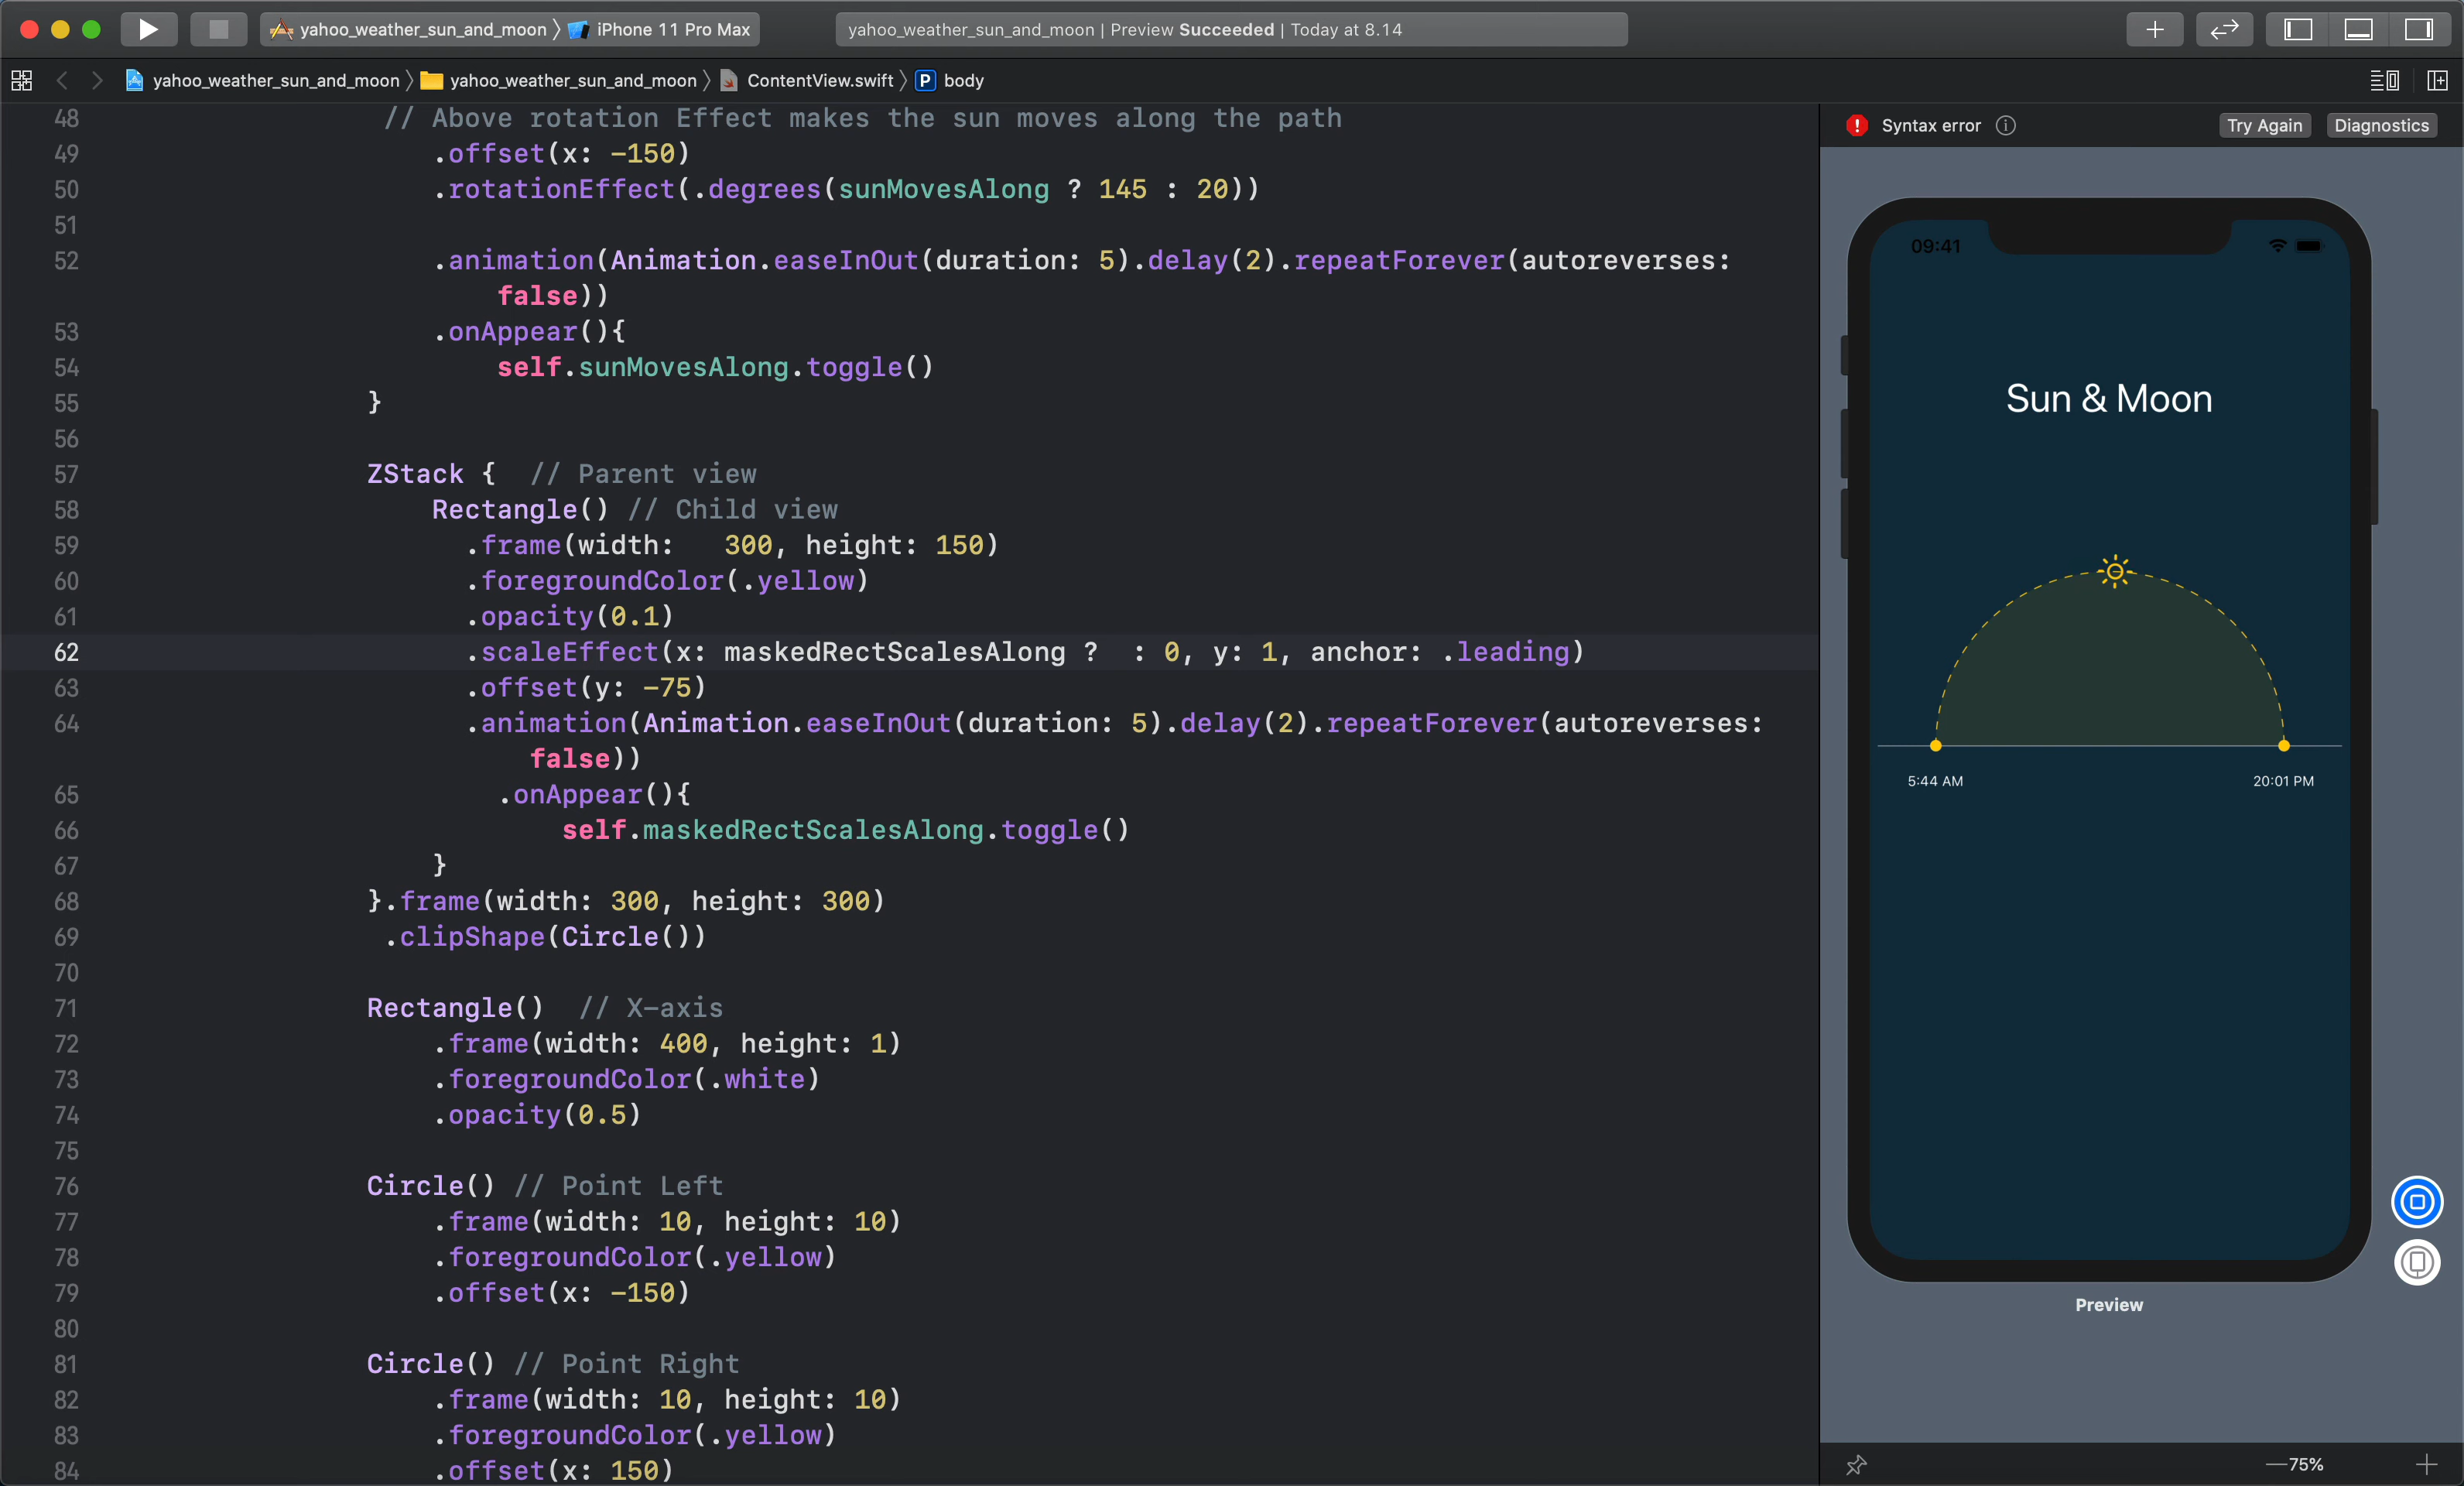 yahoo_weather_sun_and_moon iPhone 11 Pro Max yahoo_weather_sun_and_moon | Preview Succeeded | Today at 8.14
yahoo_weather_sun_and_moon yahoo_weather_sun_and_moon ContentView.swift P body
48 // Above rotation Effect makes the sun moves along the path
49 .offset(x: -150)
50 .rotationEffect(.degrees(sunMovesAlong ? 145 : 20))
51
52 .animation(Animation.easeInOut(duration: 5).delay(2).repeatForever(autoreverses:
false))
53 .onAppear(){
54 self.sunMovesAlong.toggle()
55 }
56
57 ZStack { // Parent view
58 Rectangle() // Child view
59 .frame(width:   300, height: 150)
60 .foregroundColor(.yellow)
61 .opacity(0.1)
62 .scaleEffect(x: maskedRectScalesAlong ?  : 0, y: 1, anchor: .leading)
63 .offset(y: -75)
64 .animation(Animation.easeInOut(duration: 5).delay(2).repeatForever(autoreverses:
false))
65 .onAppear(){
66 self.maskedRectScalesAlong.toggle()
67 }
68 }.frame(width: 300, height: 300)
69 .clipShape(Circle())
70
71 Rectangle()  // X-axis
72 .frame(width: 400, height: 1)
73 .foregroundColor(.white)
74 .opacity(0.5)
75
76 Circle() // Point Left
77 .frame(width: 10, height: 10)
78 .foregroundColor(.yellow)
79 .offset(x: -150)
80
81 Circle() // Point Right
82 .frame(width: 10, height: 10)
83 .foregroundColor(.yellow)
84 .offset(x: 150)
Syntax error Try Again Diagnostics
09:41
Sun & Moon
5:44 AM 20:01 PM
Preview
75%